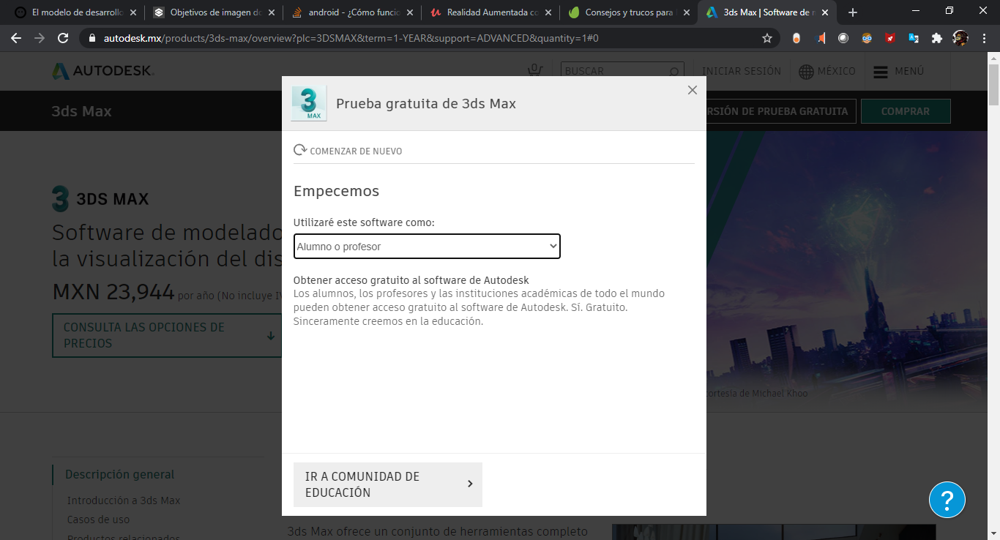 El modelo de desarrollo
Objetivos de imagen do
android - ¿Cómo funcio
Realidad Aumentada co
Consejos y trucos para
3ds Max | Software de m
autodesk.mx/products/3ds-max/overview?plc=3DSMAX&term=1-YEAR&support=ADVANCED&quantity=1#0
AUTODESK.
0
BUSCAR
INICIAR SESIÓN
MÉXICO
MENÚ
3ds Max
RSIÓN DE PRUEBA GRATUITA
COMPRAR
3
MAX
Prueba gratuita de 3ds Max
COMENZAR DE NUEVO
Empecemos
Utilizaré este software como:
Alumno o profesor
Obtener acceso gratuito al software de Autodesk
Los alumnos, los profesores y las instituciones académicas de todo el mundo
pueden obtener acceso gratuito al software de Autodesk. Sí. Gratuito.
Sinceramente creemos en la educación.
IR A COMUNIDAD DE
EDUCACIÓN
3 3DS MAX
Software de modelado
la visualización del dis
MXN 23,944 por año (No incluye IV
CONSULTA LAS OPCIONES DE
PRECIOS
cortesía de Michael Khoo
Descripción general
Introducción a 3ds Max
Casos de uso
Productos relacionados
3ds Max ofrece un conjunto de herramientas completo
?